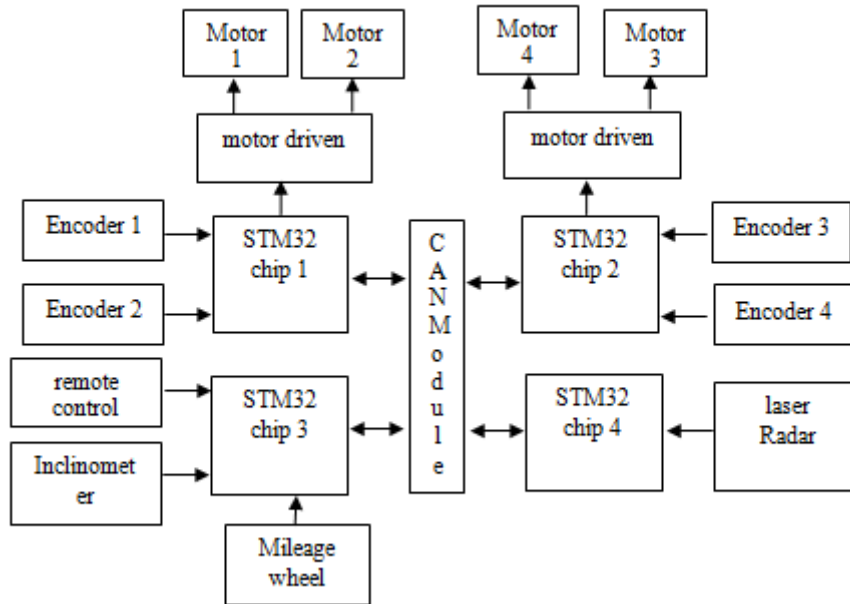 Motor
1
Motor
2
Motor
4
Motor
3
motor driven
motor driven
Encoder 1
STM32
chip 1
CANModule
STM32
chip 2
Encoder 3
Encoder 2
Encoder 4
remote
control
STM32
chip 3
STM32
chip 4
laser
Radar
Inclinomet
er
Mileage
wheel